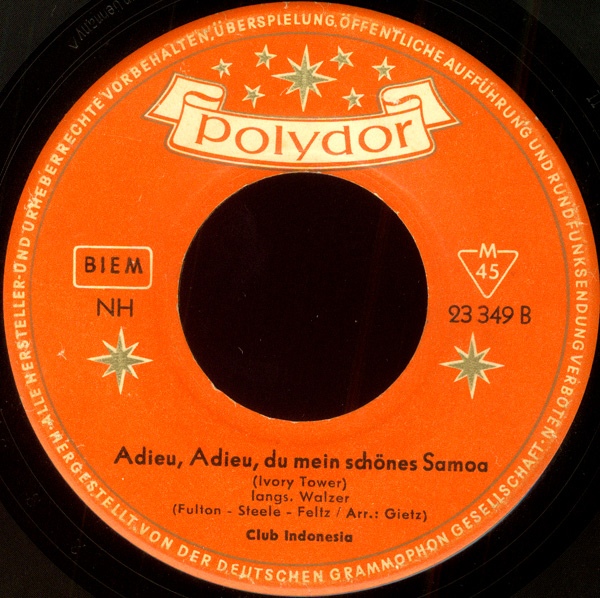 ALLE HERSTELLER-UND URHEBERRECHTE VORBEHALTEN, ÜBERSPIELUNG, ÖFFENTLICHE AUFFÜHRUNG UND RUNDFUNKSENDUNG VERBOTEN
polydor
BIEM
NH
M
45
23 349 B
Adieu, Adieu, du mein schönes Samoa
(Ivory Tower)
langs. Walzer
(Fulton - Steele - Feltz / Arr.: Gietz)
Club Indonesia
HERGESTELLT VON DER DEUTSCHEN GRAMMOPHON GESELLSCHAFT